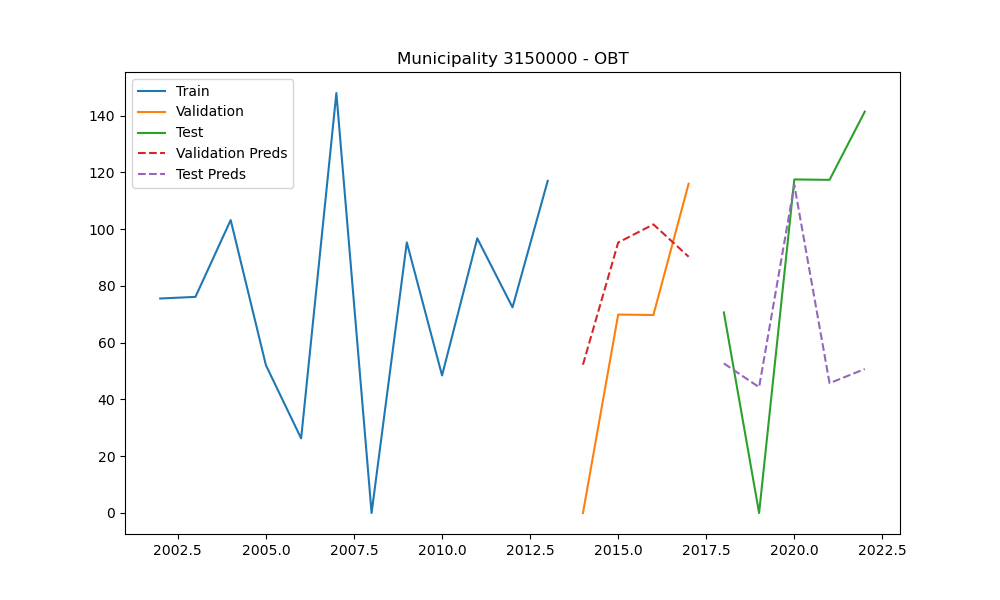 Municipality 3150000 - OBT
Train
Validation
Test
Validation Preds
Test Preds
140
120
100
80
60
40
20
0
2002.5 2005.0 2007.5 2010.0 2012.5 2015.0 2017.5 2020.0 2022.5